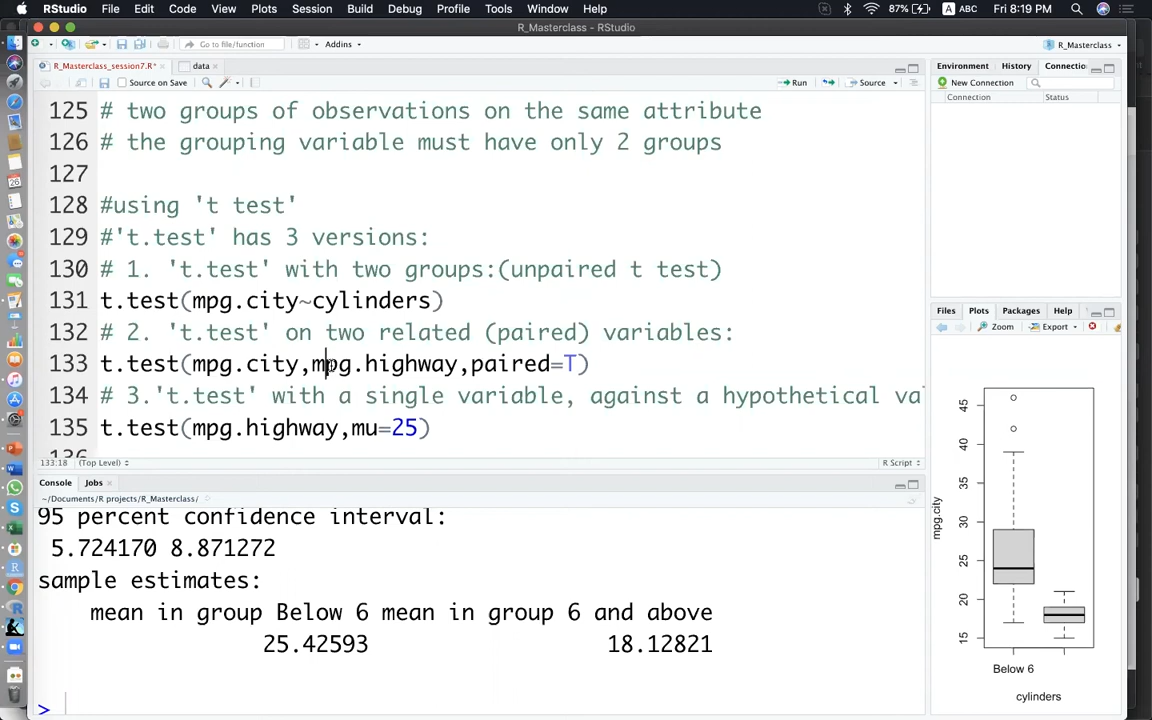 RStudio File Edit Code View Plots Session Build Debug Profile Tools Window Help 87% A ABC Fri 8:19 PM
R_Masterclass - RStudio
Go to file/function Addins R_Masterclass
R_Masterclass_session7.R* × data ×
Source on Save Run Source
125 # two groups of observations on the same attribute
126 # the grouping variable must have only 2 groups
127
128 #using 't test'
129 #'t.test' has 3 versions:
130 # 1. 't.test' with two groups:(unpaired t test)
131 t.test(mpg.city~cylinders)
132 # 2. 't.test' on two related (paired) variables:
133 t.test(mpg.city,mpg.highway,paired=T)
134 # 3.'t.test' with a single variable, against a hypothetical va
135 t.test(mpg.highway,mu=25)
136
133:18 (Top Level) R Script
Console Jobs ×
~/Documents/R projects/R_Masterclass/
95 percent confidence interval:
5.724170 8.871272
sample estimates:
mean in group Below 6 mean in group 6 and above
25.42593 18.12821
>
Environment History Connectio
New Connection
Connection Status
Files Plots Packages Help
Zoom Export
45
40
35
30
25
20
15
mpg.city
Below 6
cylinders